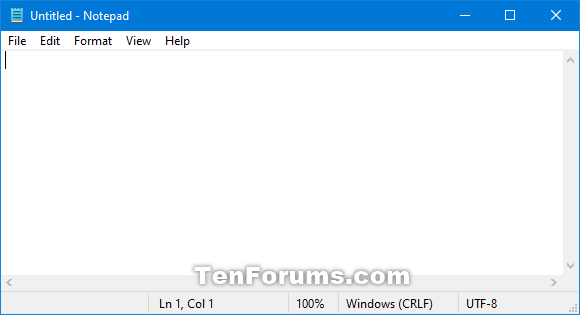 Untitled - Notepad
File Edit Format View Help
TenForums.com
Ln 1, Col 1 100% Windows (CRLF) UTF-8